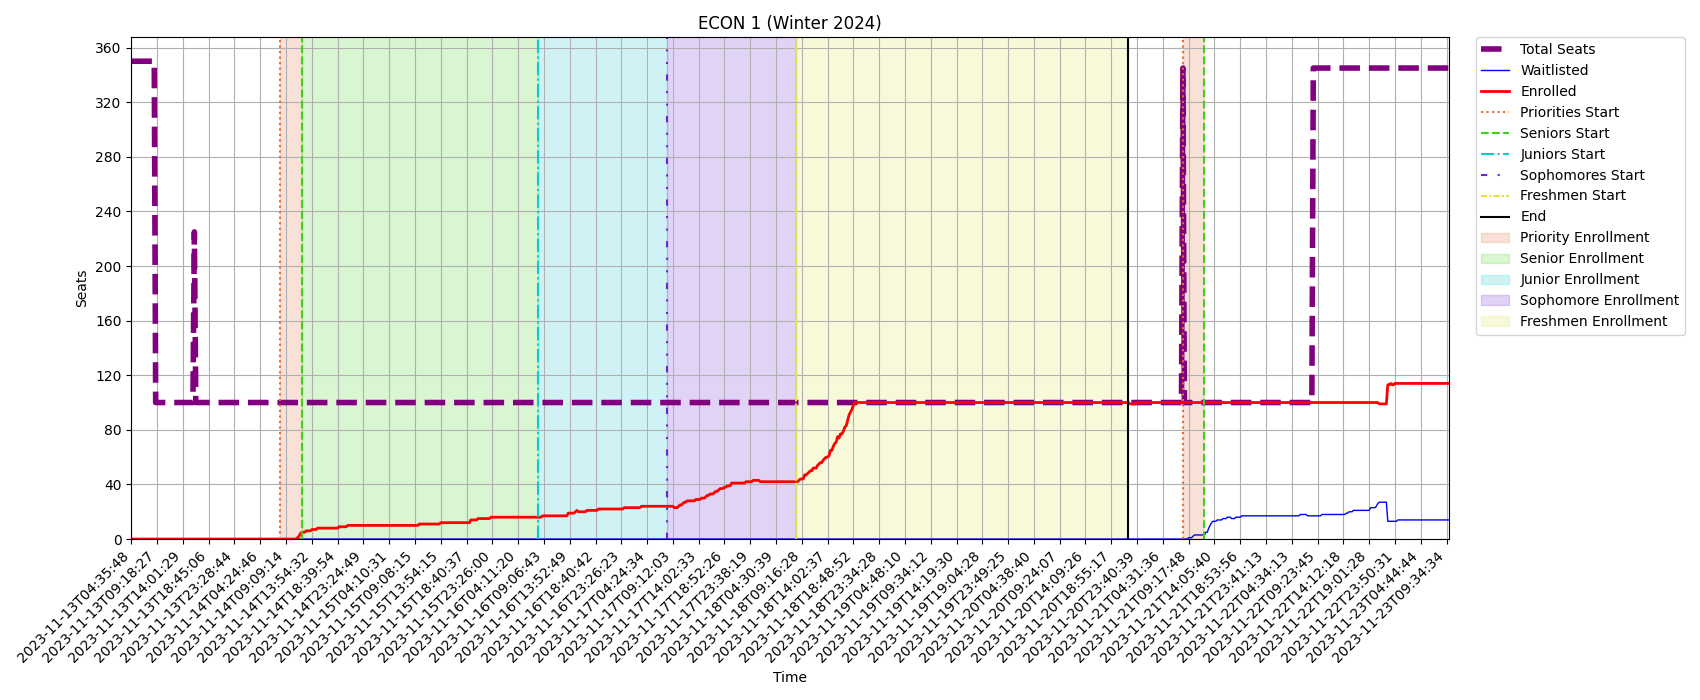 ECON 1 (Winter 2024)
Seats
360
320
280
240
200
160
120
80
40
0
2023-11-13T04:35:48
2023-11-13T09:18:27
2023-11-13T14:01:29
2023-11-13T18:45:06
2023-11-13T23:28:44
2023-11-14T04:24:46
2023-11-14T09:09:14
2023-11-14T13:54:32
2023-11-14T18:39:54
2023-11-14T23:24:49
2023-11-15T04:10:31
2023-11-15T09:08:15
2023-11-15T13:54:15
2023-11-15T18:40:37
2023-11-15T23:26:00
2023-11-16T04:11:20
2023-11-16T09:06:43
2023-11-16T13:52:49
2023-11-16T18:40:42
2023-11-16T23:26:23
2023-11-17T04:24:34
2023-11-17T09:12:03
2023-11-17T14:02:33
2023-11-17T18:52:26
2023-11-17T23:38:19
2023-11-18T04:30:39
2023-11-18T09:16:28
2023-11-18T14:02:37
2023-11-18T18:48:52
2023-11-18T23:34:28
2023-11-19T04:48:10
2023-11-19T09:34:12
2023-11-19T14:19:30
2023-11-19T19:04:28
2023-11-19T23:49:25
2023-11-20T04:38:40
2023-11-20T09:24:07
2023-11-20T14:09:26
2023-11-20T18:55:17
2023-11-20T23:40:39
2023-11-21T04:31:36
2023-11-21T09:17:48
2023-11-21T14:05:40
2023-11-21T18:53:56
2023-11-21T23:41:13
2023-11-22T04:34:13
2023-11-22T09:23:45
2023-11-22T14:12:18
2023-11-22T19:01:28
2023-11-22T23:50:31
2023-11-23T04:44:44
2023-11-23T09:34:34
Time
Total Seats
Waitlisted
Enrolled
Priorities Start
Seniors Start
Juniors Start
Sophomores Start
Freshmen Start
End
Priority Enrollment
Senior Enrollment
Junior Enrollment
Sophomore Enrollment
Freshmen Enrollment